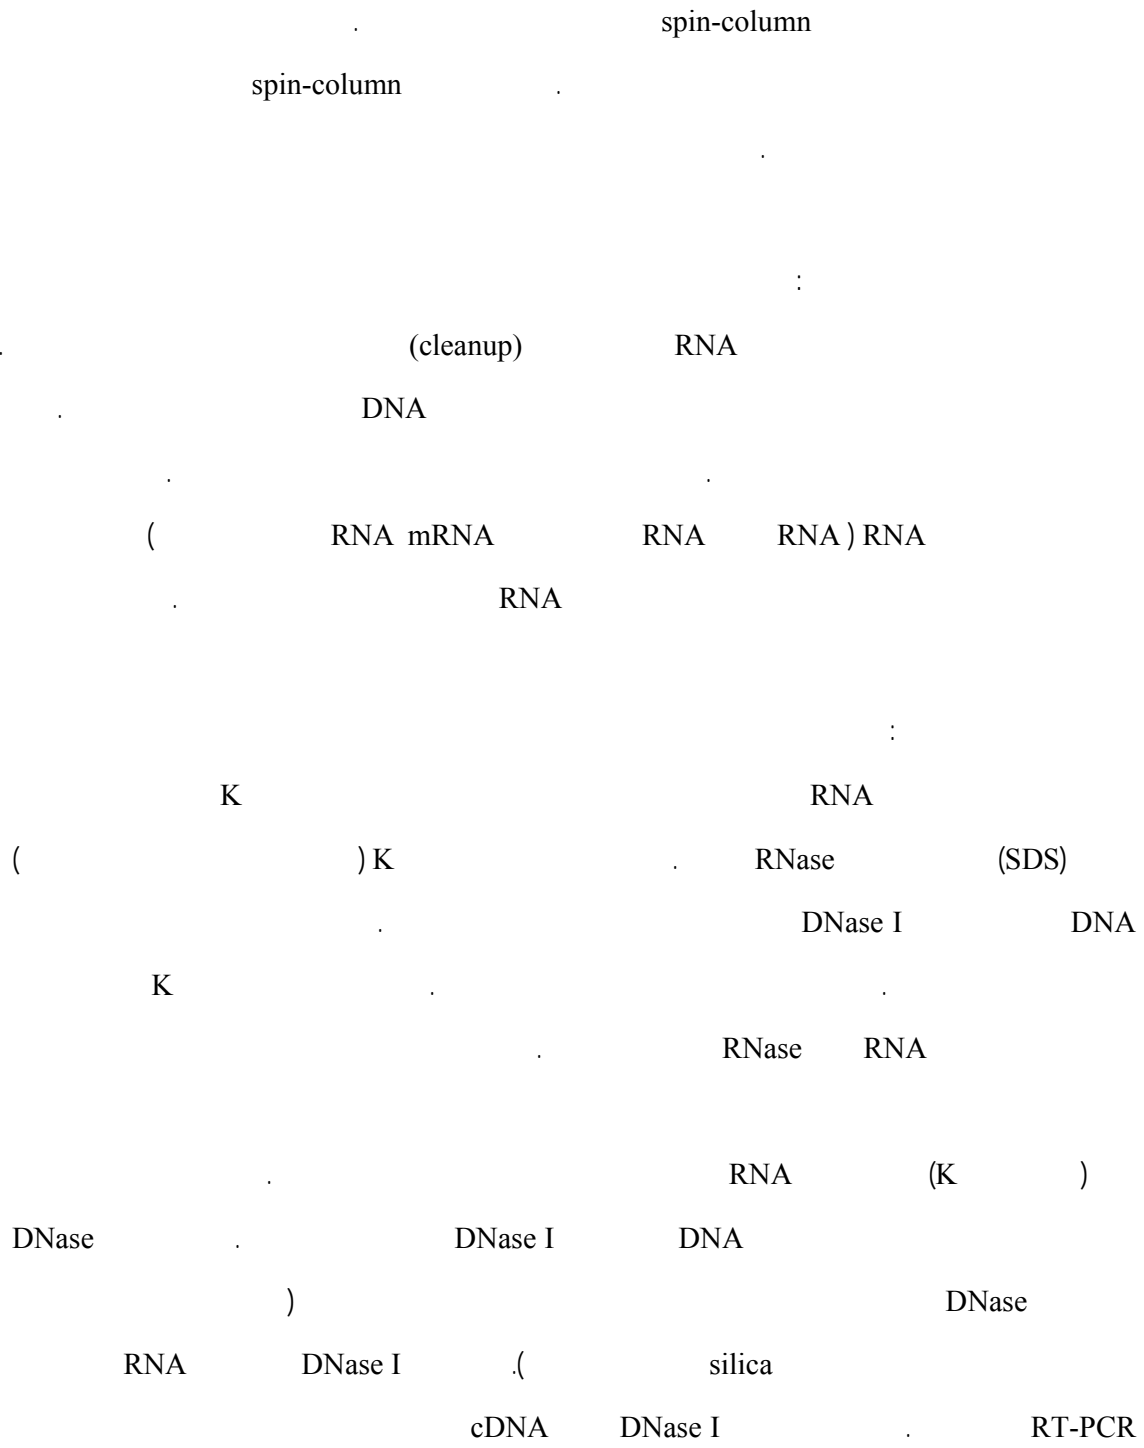 . spin-column
spin-column .
.
:
. (cleanup) RNA
. DNA
. .
( RNA mRNA RNA RNA ) RNA
. RNA
:
K RNA
( ) K . RNase (SDS)
. DNase I DNA
K . .
. RNase RNA
. RNA (K )
DNase . DNase I DNA
) DNase
RNA DNase I .( silica
cDNA DNase I . RT-PCR